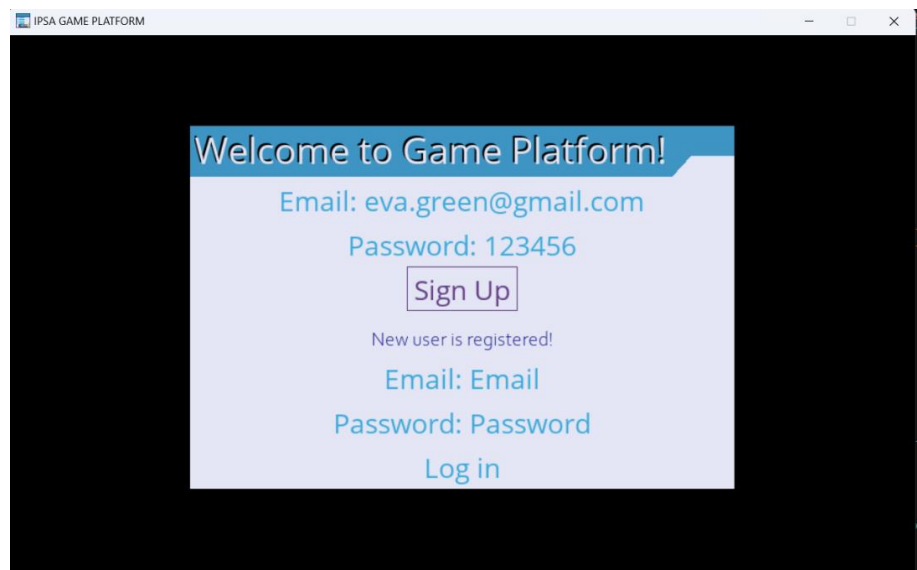 IPSA GAME PLATFORM
Welcome to Game Platform!
Email: eva.green@gmail.com
Password: 123456
Sign Up
New user is registered!
Email: Email
Password: Password
Log in